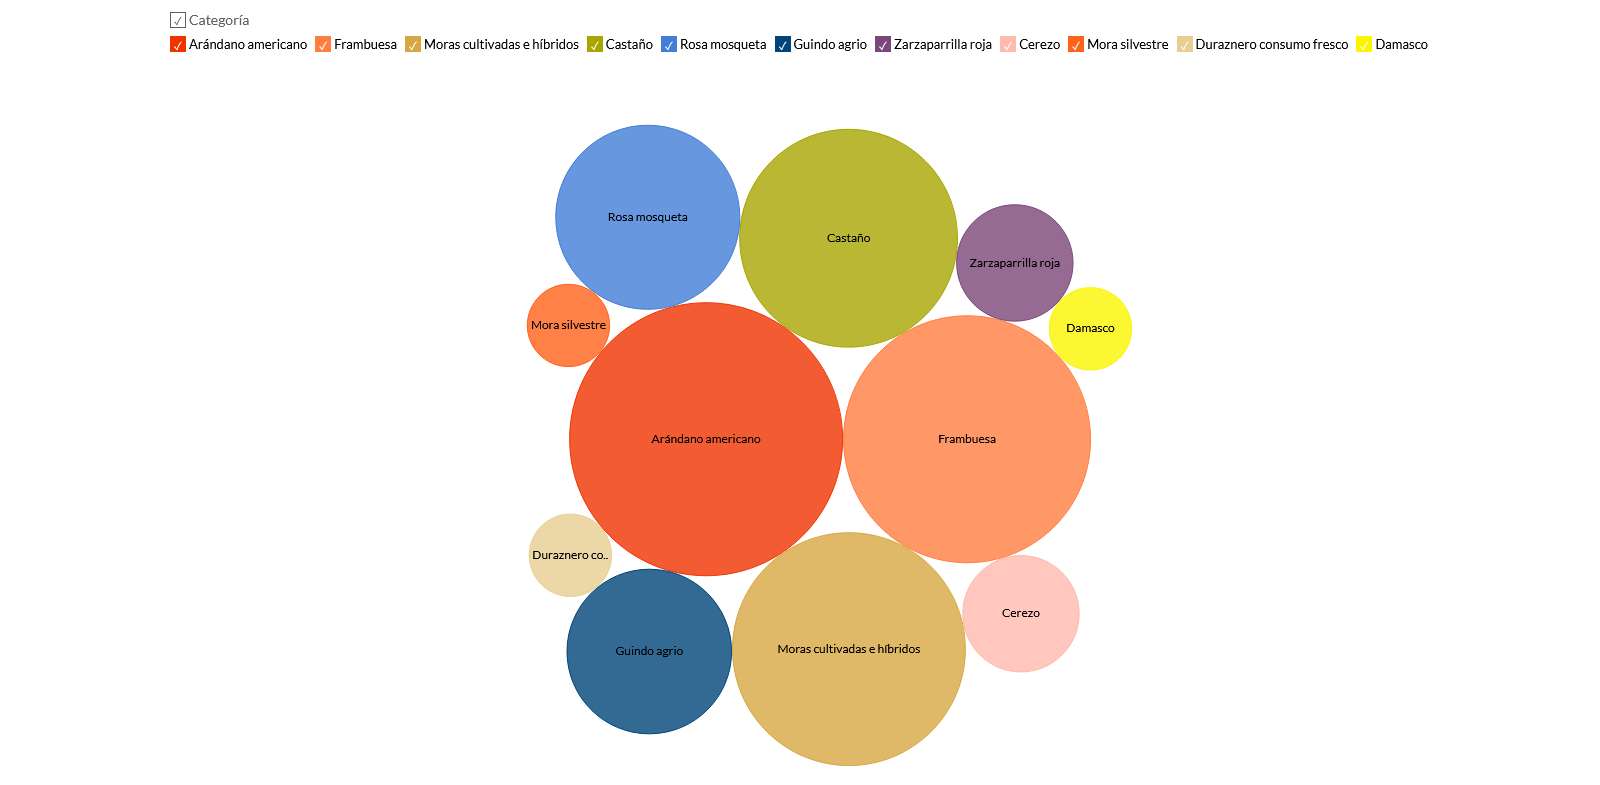 Categoría
Arándano americano Frambuesa Moras cultivadas e híbridos Castaño Rosa mosqueta Guindo agrio Zarzaparrilla roja Cerezo Mora silvestre Duraznero consumo fresco Damasco
Rosa mosqueta
Castaño
Zarzaparrilla roja
Mora silvestre
Damasco
Arándano americano
Frambuesa
Duraznero co..
Cerezo
Guindo agrio
Moras cultivadas e híbridos